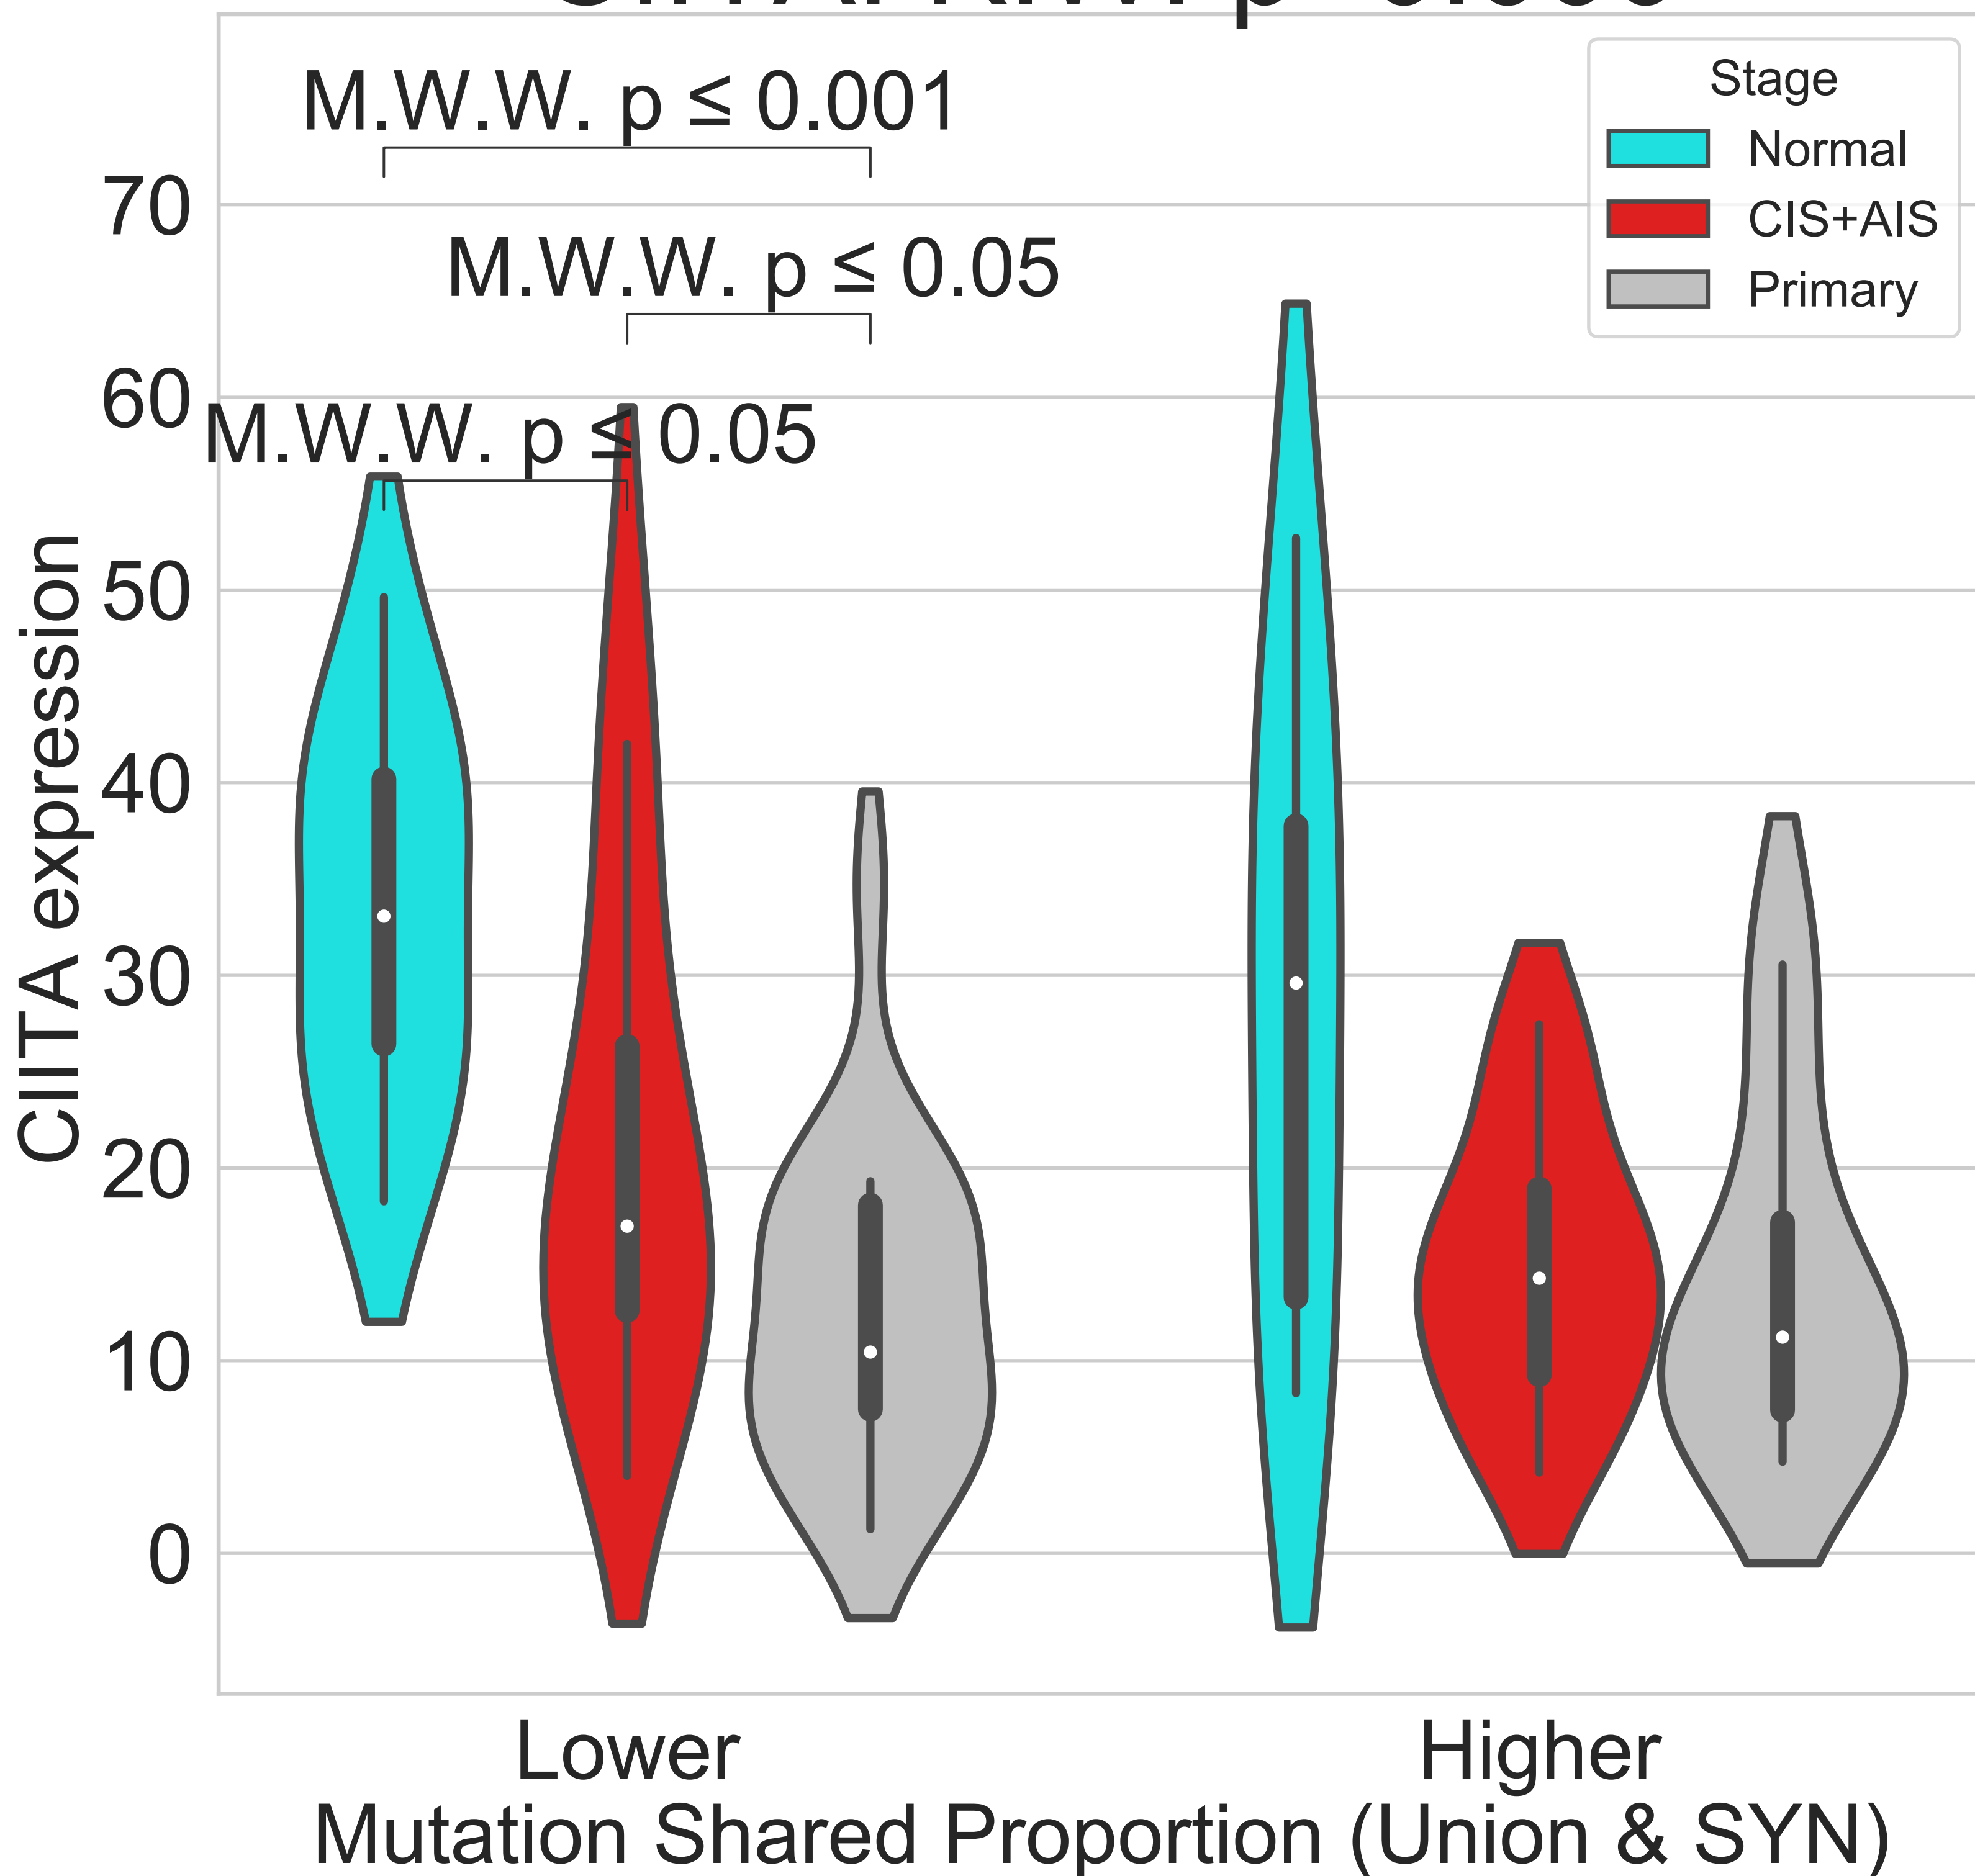 M.W.W. p ≤ 0.001
M.W.W. p ≤ 0.05
M.W.W. p ≤ 0.05
Stage
Normal
CIS+AIS
Primary
CIITA expression
70
60
50
40
30
20
10
0
Lower
Higher
Mutation Shared Proportion (Union & SYN)